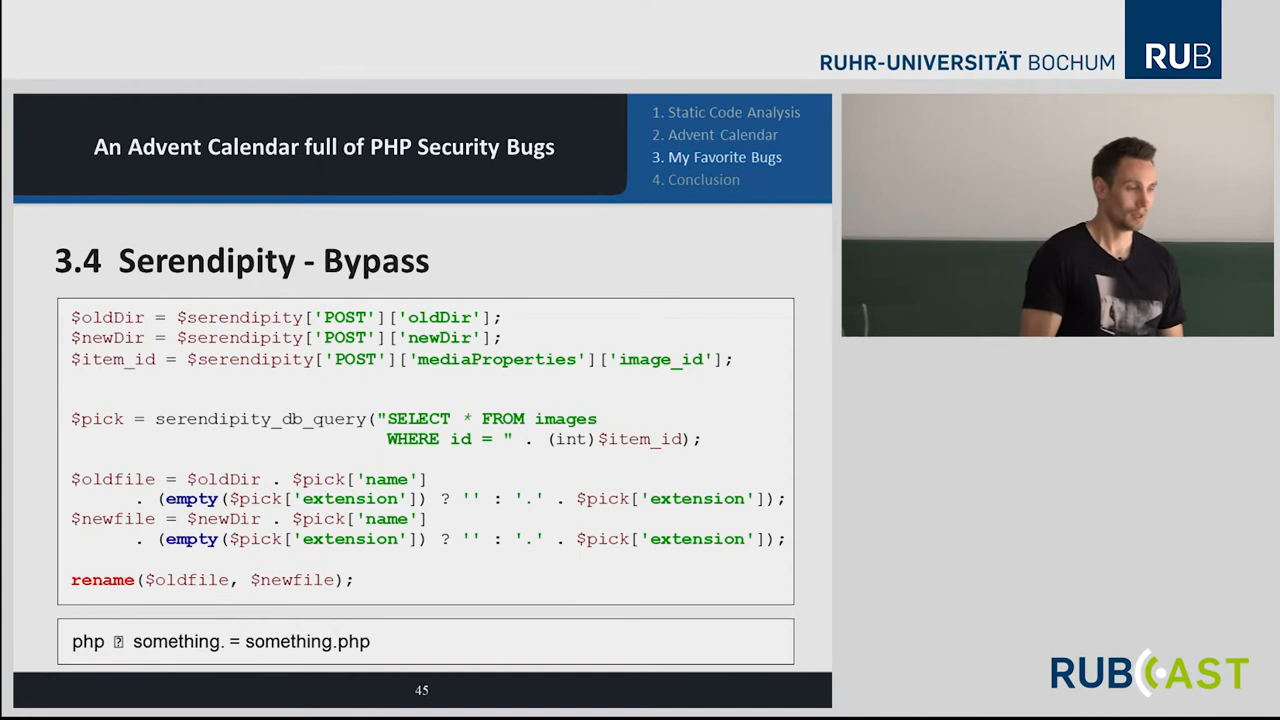 RUHR-UNIVERSITÄT BOCHUM
RUB
An Advent Calendar full of PHP Security Bugs
1. Static Code Analysis
2. Advent Calendar
3. My Favorite Bugs
4. Conclusion
3.4 Serendipity - Bypass
$oldDir = $serendipity['POST']['oldDir'];
$newDir = $serendipity['POST']['newDir'];
$item_id = $serendipity['POST']['mediaProperties']['image_id'];
$pick = serendipity_db_query("SELECT * FROM images
WHERE id = " . (int)$item_id);
$oldfile = $oldDir . $pick['name']
. (empty($pick['extension']) ? '' : '.' . $pick['extension']);
$newfile = $newDir . $pick['name']
. (empty($pick['extension']) ? '' : '.' . $pick['extension']);
rename($oldfile, $newfile);
php ⍰ something. = something.php
45
RUBCAST